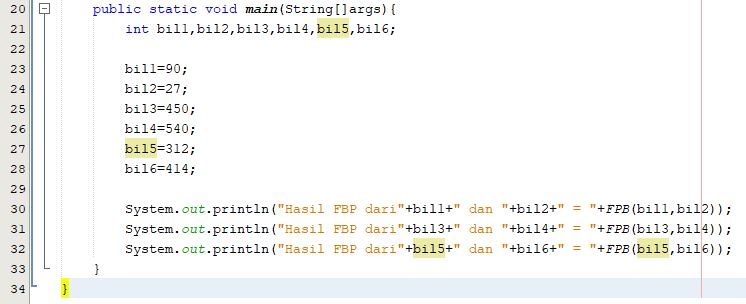 20 public static void main(String[]args){
21 int bil1,bil2,bil3,bil4,bil5,bil6;
22
23 bil1=90;
24 bil2=27;
25 bil3=450;
26 bil4=540;
27 bil5=312;
28 bil6=414;
29
30 System.out.println("Hasil FBP dari"+bil1+" dan "+bil2+" = "+FPB(bil1,bil2));
31 System.out.println("Hasil FBP dari"+bil3+" dan "+bil4+" = "+FPB(bil3,bil4));
32 System.out.println("Hasil FBP dari"+bil5+" dan "+bil6+" = "+FPB(bil5,bil6));
33 }
34 }